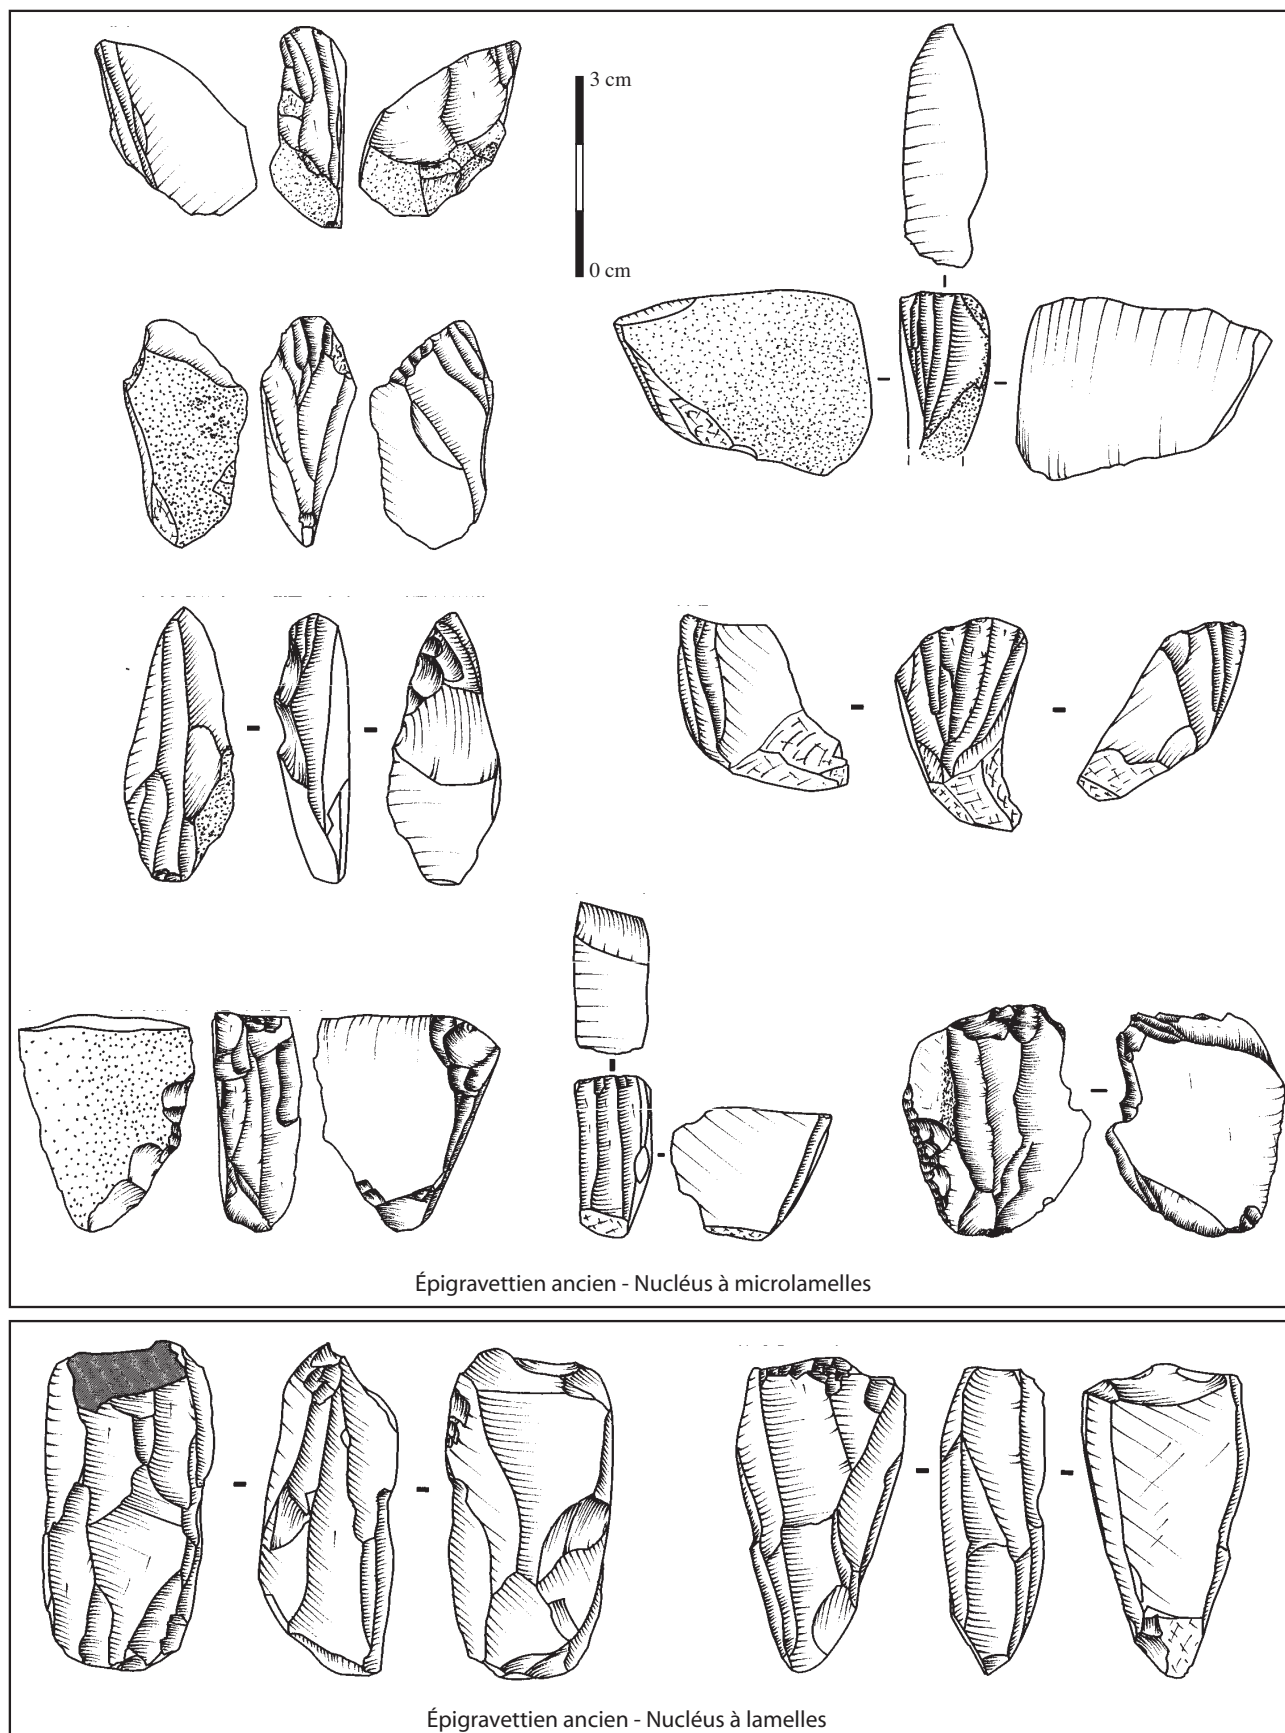 3 cm
0 cm
Épigravettien ancien - Nucléus à microlamelles
Épigravettien ancien - Nucléus à lamelles